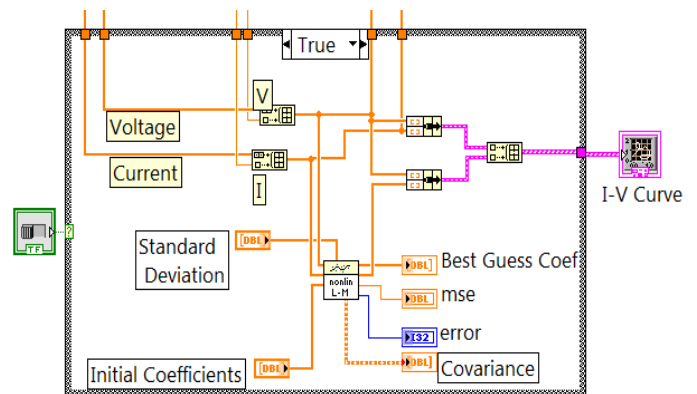 True
V
Voltage
Current
I
I-V Curve
TF
?
Standard
Deviation
[DBL]
nonlin
L-M
DBL]
Best Guess Coef
DBL
mse
I32
error
DBL]
Covariance
Initial Coefficients
[DBL]